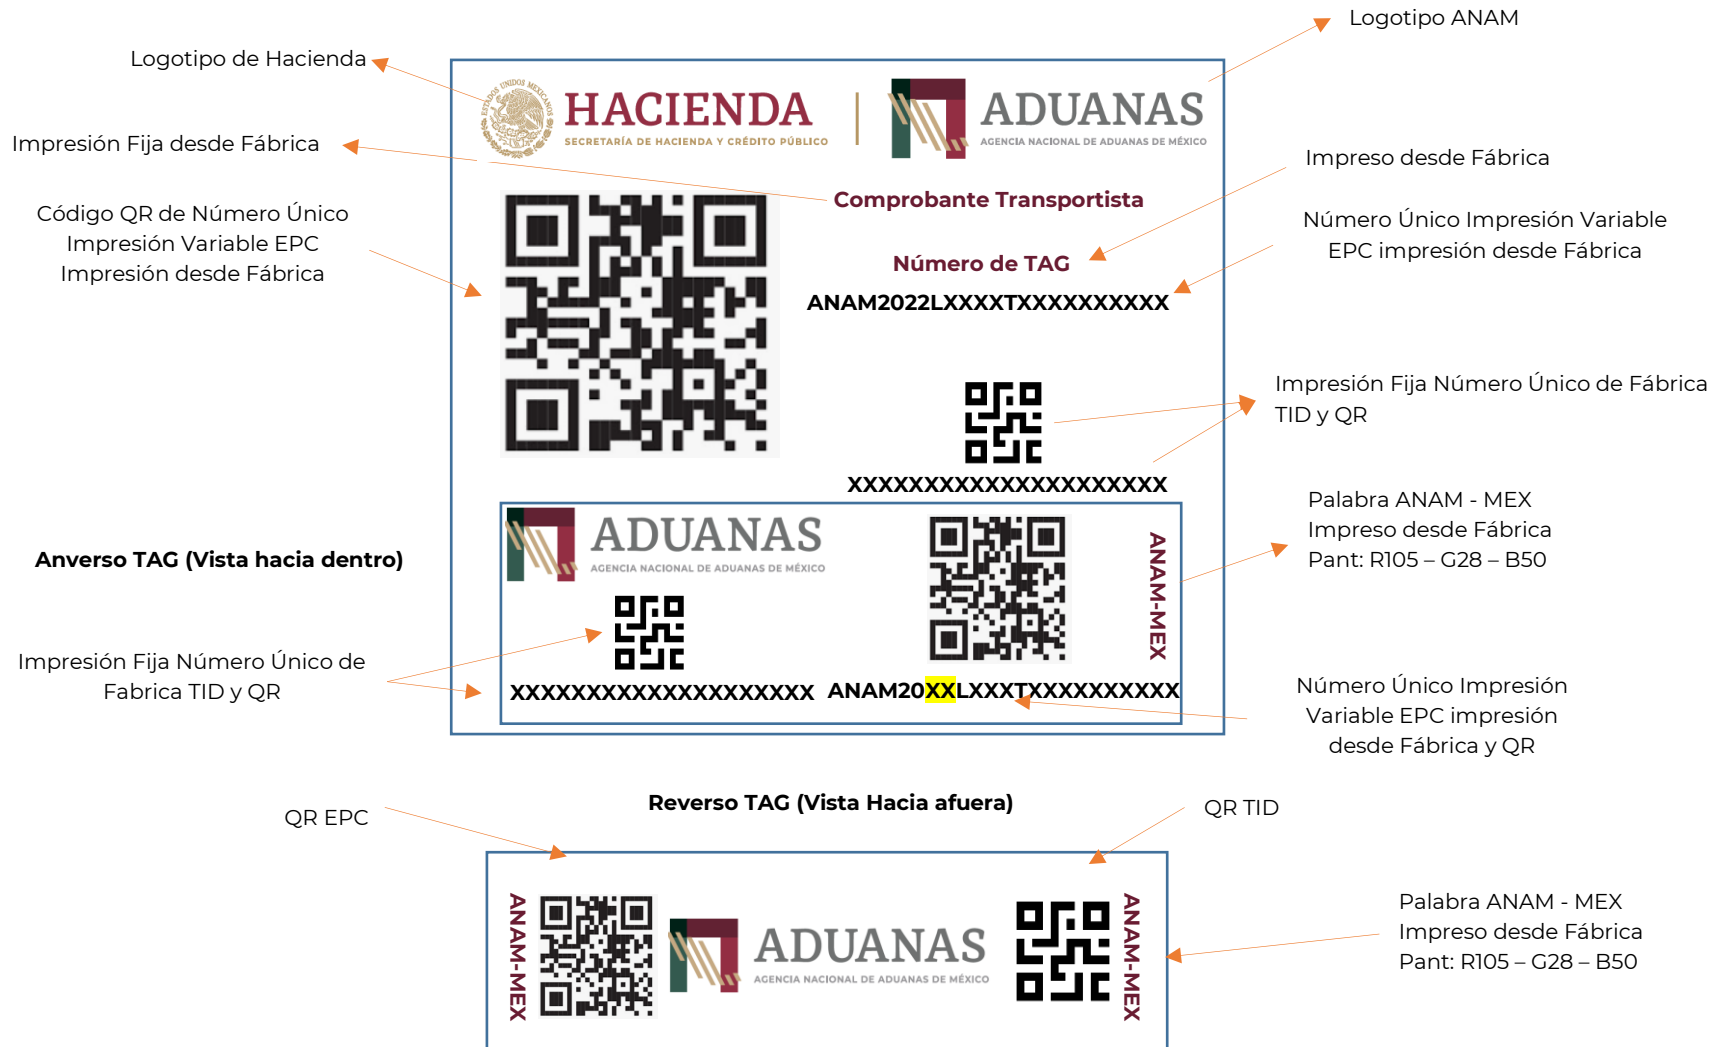 Logotipo ANAM
Logotipo de Hacienda
ESTADOS UNIDOS MEXICANOS
HACIENDA
SECRETARÍA DE HACIENDA Y CRÉDITO PÚBLICO
ADUANAS
AGENCIA NACIONAL DE ADUANAS DE MÉXICO
Impresión Fija desde Fábrica
Impreso desde Fábrica
Comprobante Transportista
Código QR de Número Único
Impresión Variable EPC
Impresión desde Fábrica
Número Único Impresión Variable
EPC impresión desde Fábrica
Número de TAG
ANAM2022LXXXXTXXXXXXXXXX
Impresión Fija Número Único de Fábrica
TID y QR
XXXXXXXXXXXXXXXXXXXXX
Palabra ANAM - MEX
Impreso desde Fábrica
Pant: R105 – G28 – B50
ADUANAS
AGENCIA NACIONAL DE ADUANAS DE MÉXICO
ANAM-MEX
Anverso TAG (Vista hacia dentro)
Impresión Fija Número Único de
Fabrica TID y QR
XXXXXXXXXXXXXXXXXXXX
ANAM20XXLXXXTXXXXXXXXXX
Número Único Impresión
Variable EPC impresión
desde Fábrica y QR
Reverso TAG (Vista Hacia afuera)
QR EPC
QR TID
ANAM-MEX
ADUANAS
AGENCIA NACIONAL DE ADUANAS DE MÉXICO
ANAM-MEX
Palabra ANAM - MEX
Impreso desde Fábrica
Pant: R105 – G28 – B50